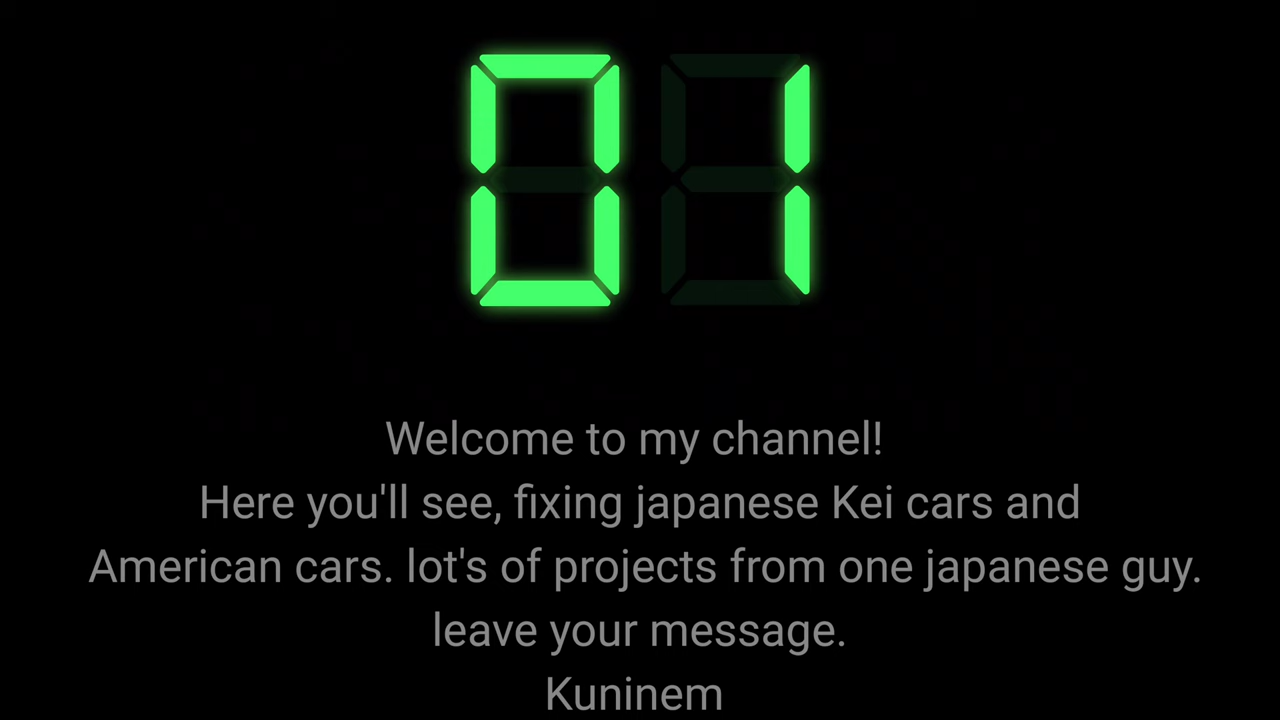 01
Welcome to my channel!
Here you'll see, fixing japanese Kei cars and
American cars. lot's of projects from one japanese guy.
leave your message.
Kuninem